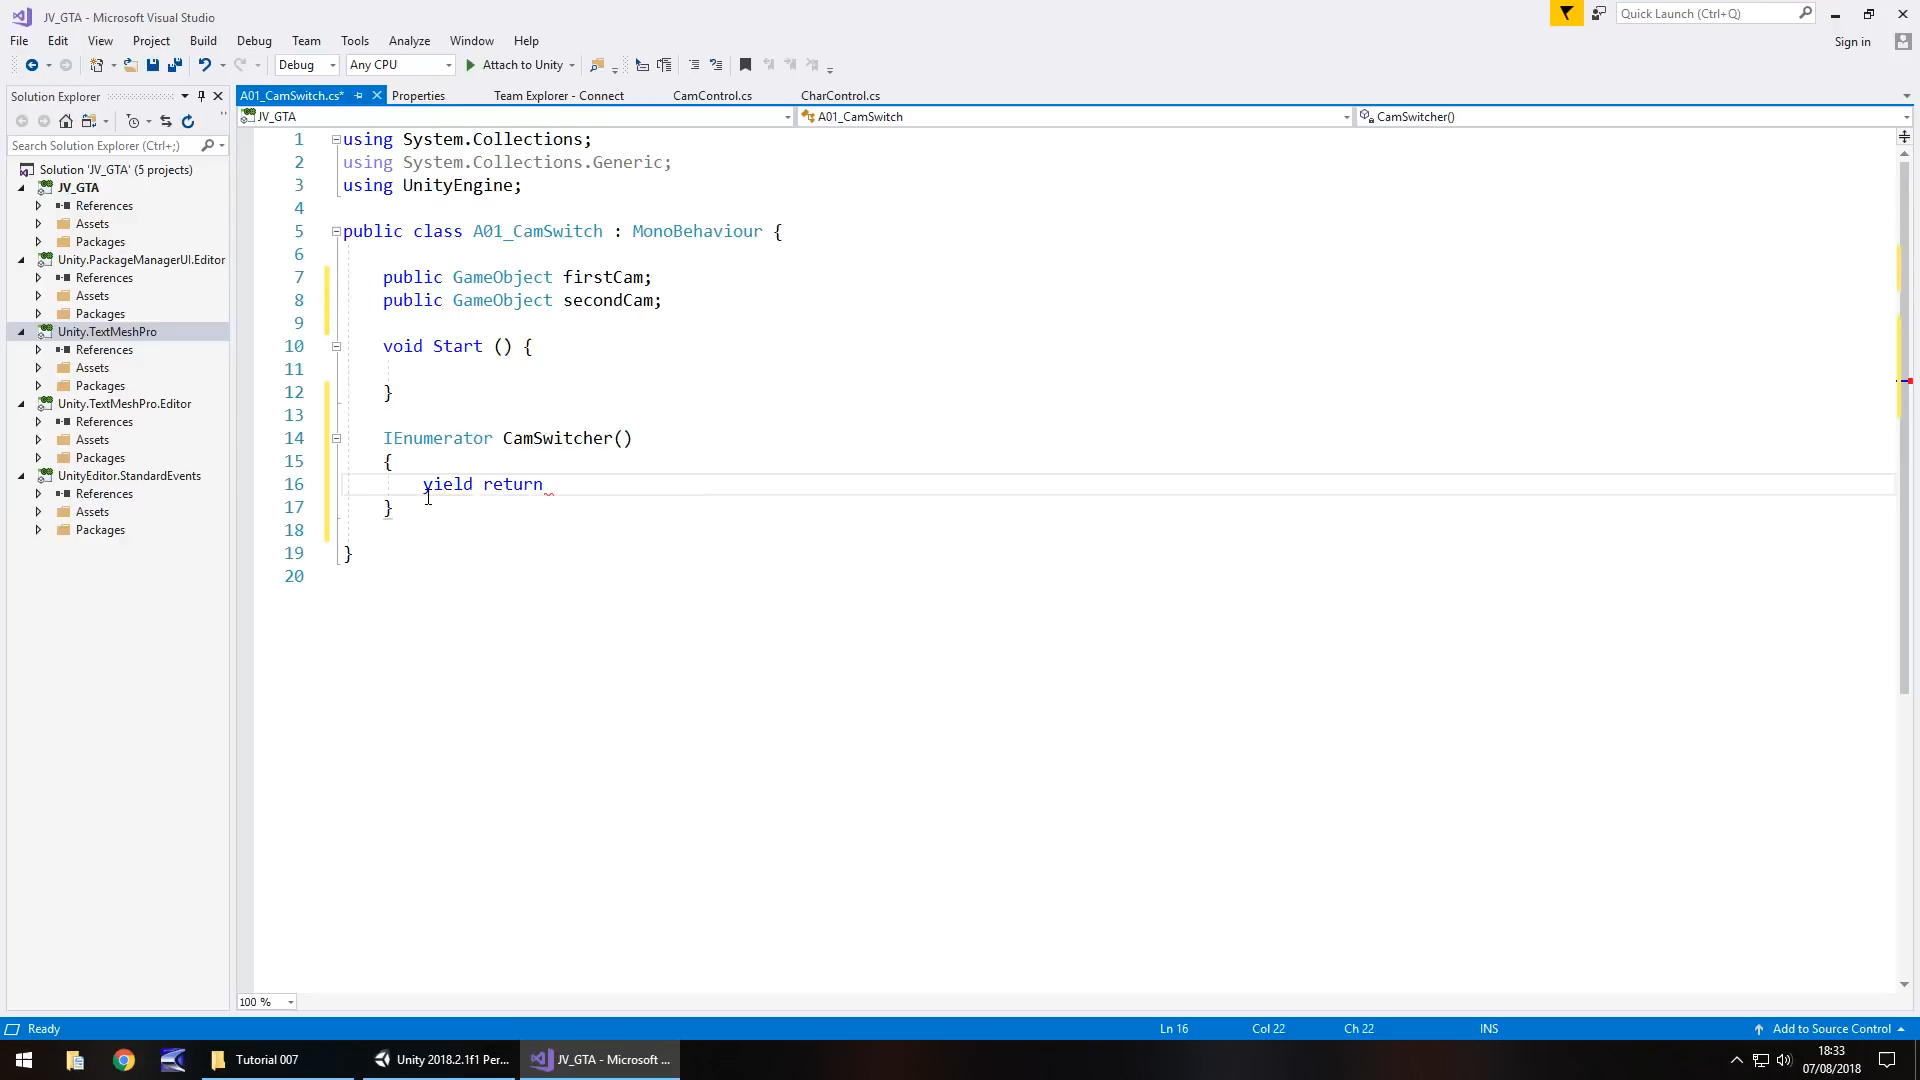 JV_GTA - Microsoft Visual Studio
Quick Launch (Ctrl+Q)
File Edit View Project Build Debug Team Tools Analyze Window Help
Sign in
Debug Any CPU Attach to Unity
Solution Explorer
A01_CamSwitch.cs* Properties Team Explorer - Connect CamControl.cs CharControl.cs
JV_GTA A01_CamSwitch CamSwitcher()
Search Solution Explorer (Ctrl+;)
Solution 'JV_GTA' (5 projects)
JV_GTA
References
Assets
Packages
Unity.PackageManagerUI.Editor
References
Assets
Packages
Unity.TextMeshPro
References
Assets
Packages
Unity.TextMeshPro.Editor
References
Assets
Packages
UnityEditor.StandardEvents
References
Assets
Packages
1 using System.Collections;
2 using System.Collections.Generic;
3 using UnityEngine;
4
5 public class A01_CamSwitch : MonoBehaviour {
6
7 public GameObject firstCam;
8 public GameObject secondCam;
9
10 void Start () {
11
12 }
13
14 IEnumerator CamSwitcher()
15 {
16 yield return
17 }
18
19 }
20
100 %
Ready Ln 16 Col 22 Ch 22 INS Add to Source Control
Tutorial 007 Unity 2018.2.1f1 Per... JV_GTA - Microsoft ...
18:33
07/08/2018